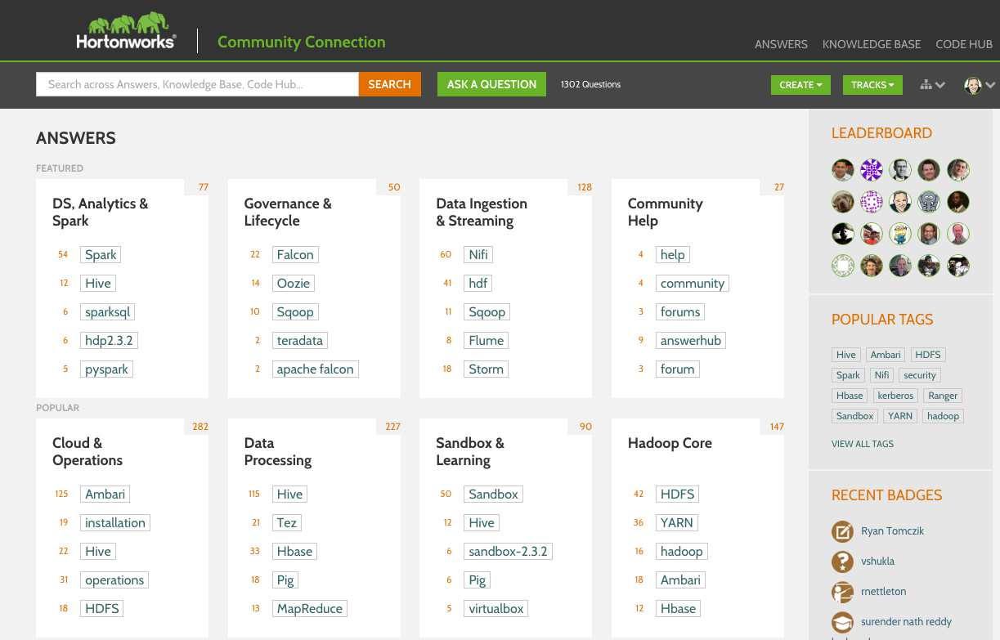 Hortonworks®
Community Connection
ANSWERS KNOWLEDGE BASE CODE HUB
Search across Answers, Knowledge Base, Code Hub...
SEARCH
ASK A QUESTION
1302 Questions
CREATE
TRACKS
ANSWERS
FEATURED
77
DS, Analytics &
Spark
54 Spark
12 Hive
6 sparksql
6 hdp2.3.2
5 pyspark
50
Governance &
Lifecycle
22 Falcon
14 Oozie
10 Sqoop
2 teradata
2 apache falcon
128
Data Ingestion
& Streaming
60 Nifi
41 hdf
11 Sqoop
8 Flume
18 Storm
27
Community
Help
4 help
4 community
3 forums
9 answerhub
3 forum
POPULAR
282
Cloud &
Operations
125 Ambari
19 installation
22 Hive
31 operations
18 HDFS
227
Data
Processing
115 Hive
21 Tez
33 Hbase
18 Pig
13 MapReduce
90
Sandbox &
Learning
50 Sandbox
12 Hive
6 sandbox-2.3.2
6 Pig
5 virtualbox
147
Hadoop Core
42 HDFS
36 YARN
16 hadoop
18 Ambari
12 Hbase
LEADERBOARD
POPULAR TAGS
Hive Ambari HDFS
Spark Nifi security
Hbase kerberos Ranger
Sandbox YARN hadoop
VIEW ALL TAGS
RECENT BADGES
Ryan Tomczik
vshukla
rnettleton
surender nath reddy